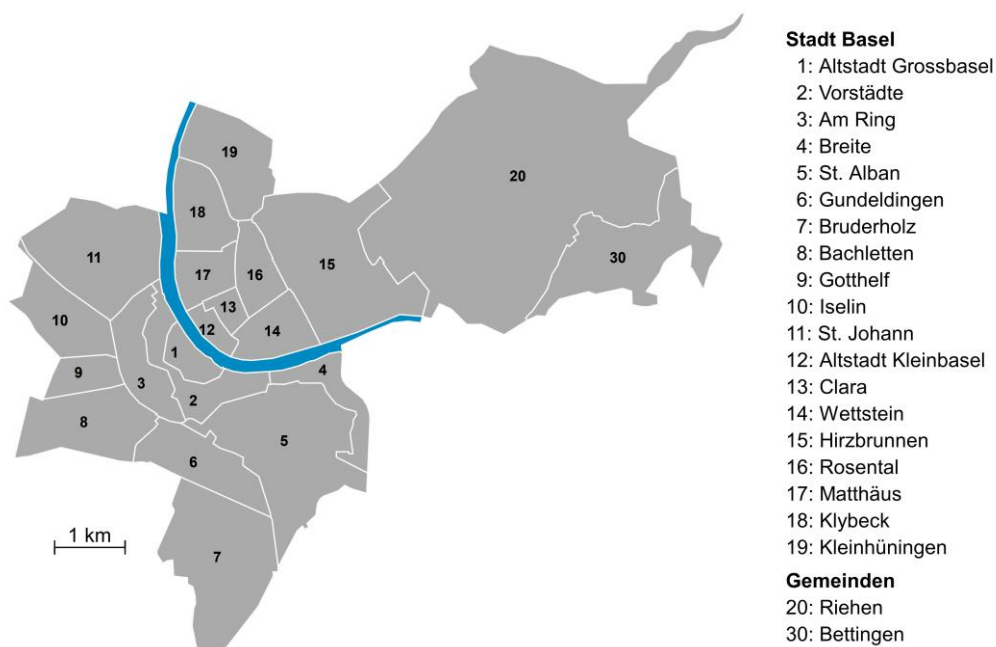 19
20
18
11
30
15
17
16
13
10
12
14
1
4
9
3
2
8
5
6
1 km
7
Stadt Basel
1: Altstadt Grossbasel
2: Vorstädte
3: Am Ring
4: Breite
5: St. Alban
6: Gundeldingen
7: Bruderholz
8: Bachletten
9: Gotthelf
10: Iselin
11: St. Johann
12: Altstadt Kleinbasel
13: Clara
14: Wettstein
15: Hirzbrunnen
16: Rosental
17: Matthäus
18: Klybeck
19: Kleinhüningen
Gemeinden
20: Riehen
30: Bettingen